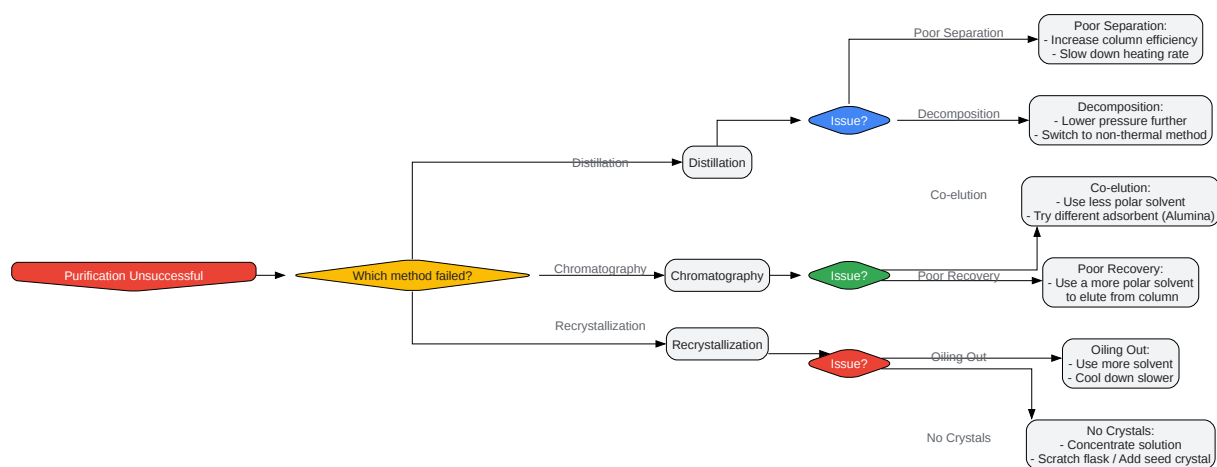 Poor Separation
Poor Separation:
- Increase column efficiency
- Slow down heating rate
Issue?
Decomposition
Decomposition:
- Lower pressure further
- Switch to non-thermal method
Distillation
Distillation
Co-elution
Co-elution:
- Use less polar solvent
- Try different adsorbent (Alumina)
Purification Unsuccessful
Which method failed?
Chromatography
Chromatography
Issue?
Poor Recovery
Poor Recovery:
- Use a more polar solvent
to elute from column
Recrystallization
Recrystallization
Issue?
Oiling Out
Oiling Out:
- Use more solvent
- Cool down slower
No Crystals
No Crystals:
- Concentrate solution
- Scratch flask / Add seed crystal